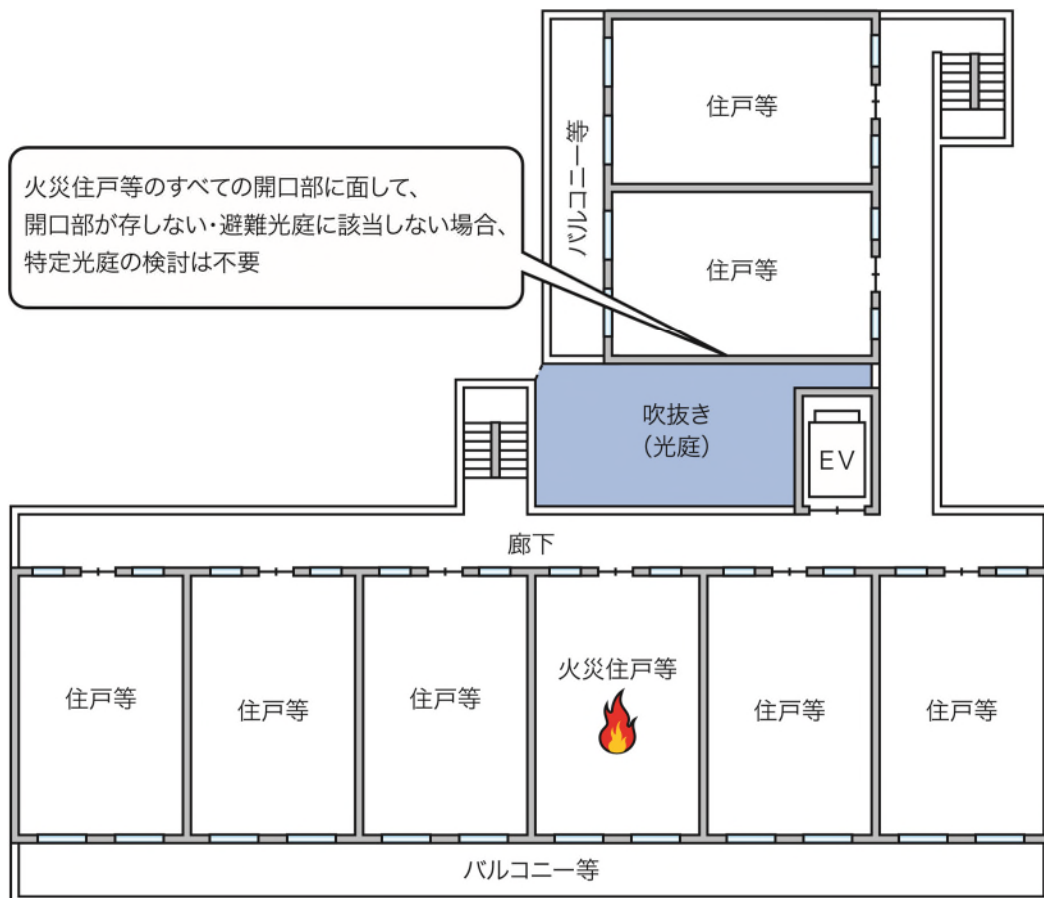 住戸等
バルコニー等
火災住戸等のすべての開口部に面して、
開口部が存しない・避難光庭に該当しない場合、
特定光庭の検討は不要
住戸等
吹抜き
(光庭)
EV
廊下
住戸等
住戸等
住戸等
火災住戸等
住戸等
住戸等
バルコニー等